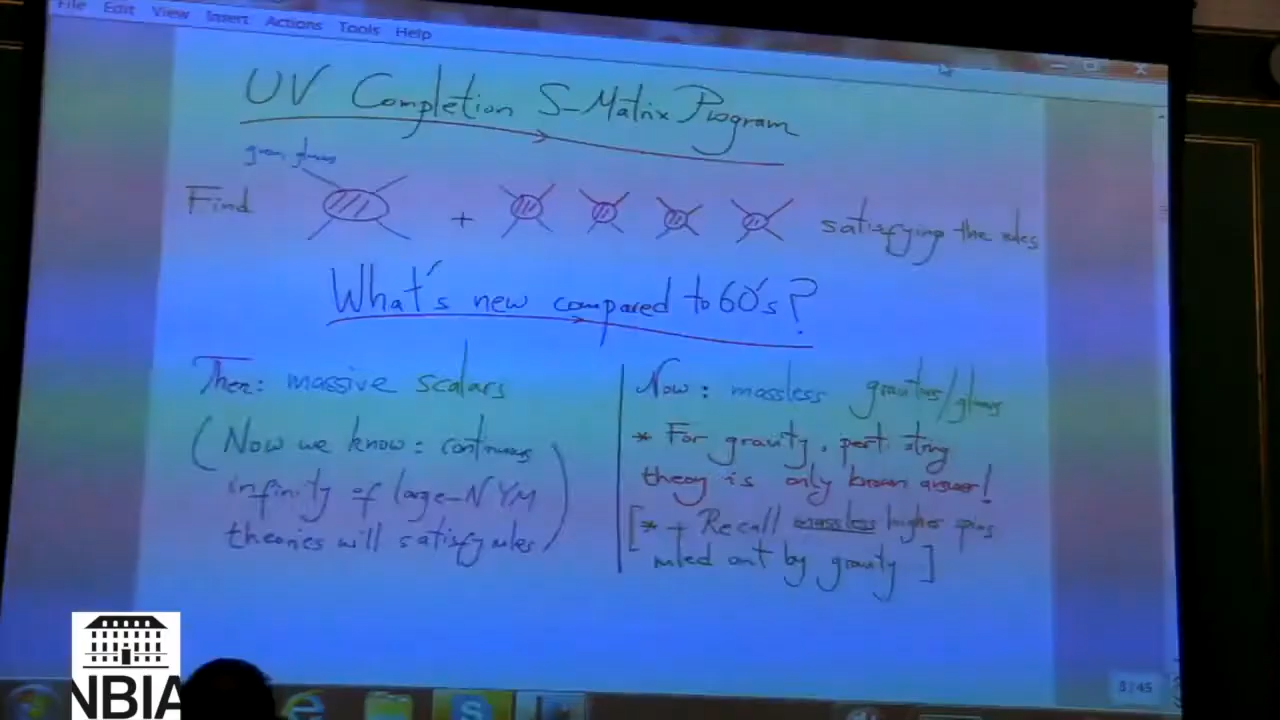 File Edit View Insert Actions Tools Help
UV Completion S-Matrix Program
Find + satisfying the rules
What's new compared to 60's?
Then: massive scalars
(Now we know: continuous
infinity of large-N YM
theories will satisfy rules)
Now: massless gravitons/gluons
* For gravity, pert. string
theory is only known answer!
[* + Recall massless higher spins
ruled out by gravity]
8/45
NBIA